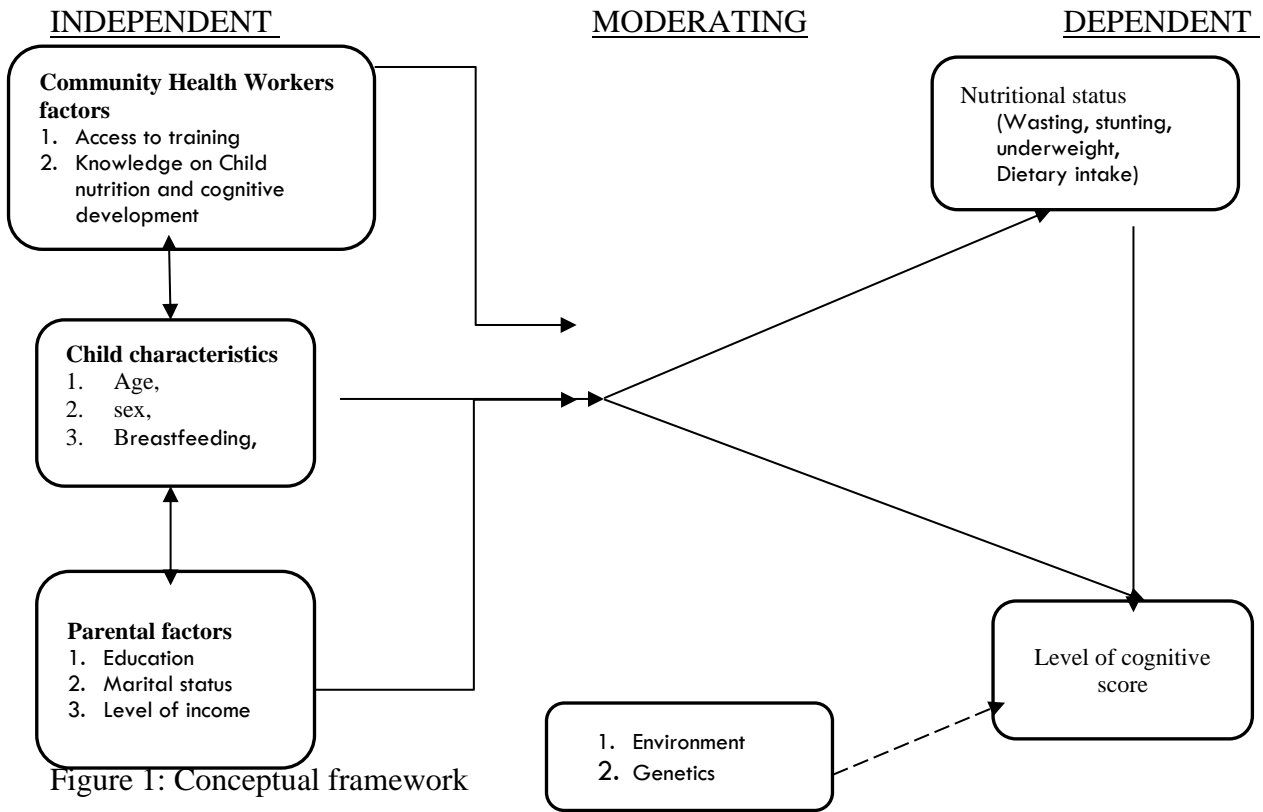 INDEPENDENT
MODERATING
DEPENDENT
Community Health Workers
factors
1. Access to training
2. Knowledge on Child
nutrition and cognitive
development
Nutritional status
(Wasting, stunting,
underweight,
Dietary intake)
Child characteristics
1. Age,
2. sex,
3. Breastfeeding,
Parental factors
1. Education
2. Marital status
3. Level of income
Level of cognitive
score
1. Environment
2. Genetics
Figure 1: Conceptual framework